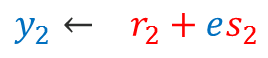 y₂ ← r₂ + es₂